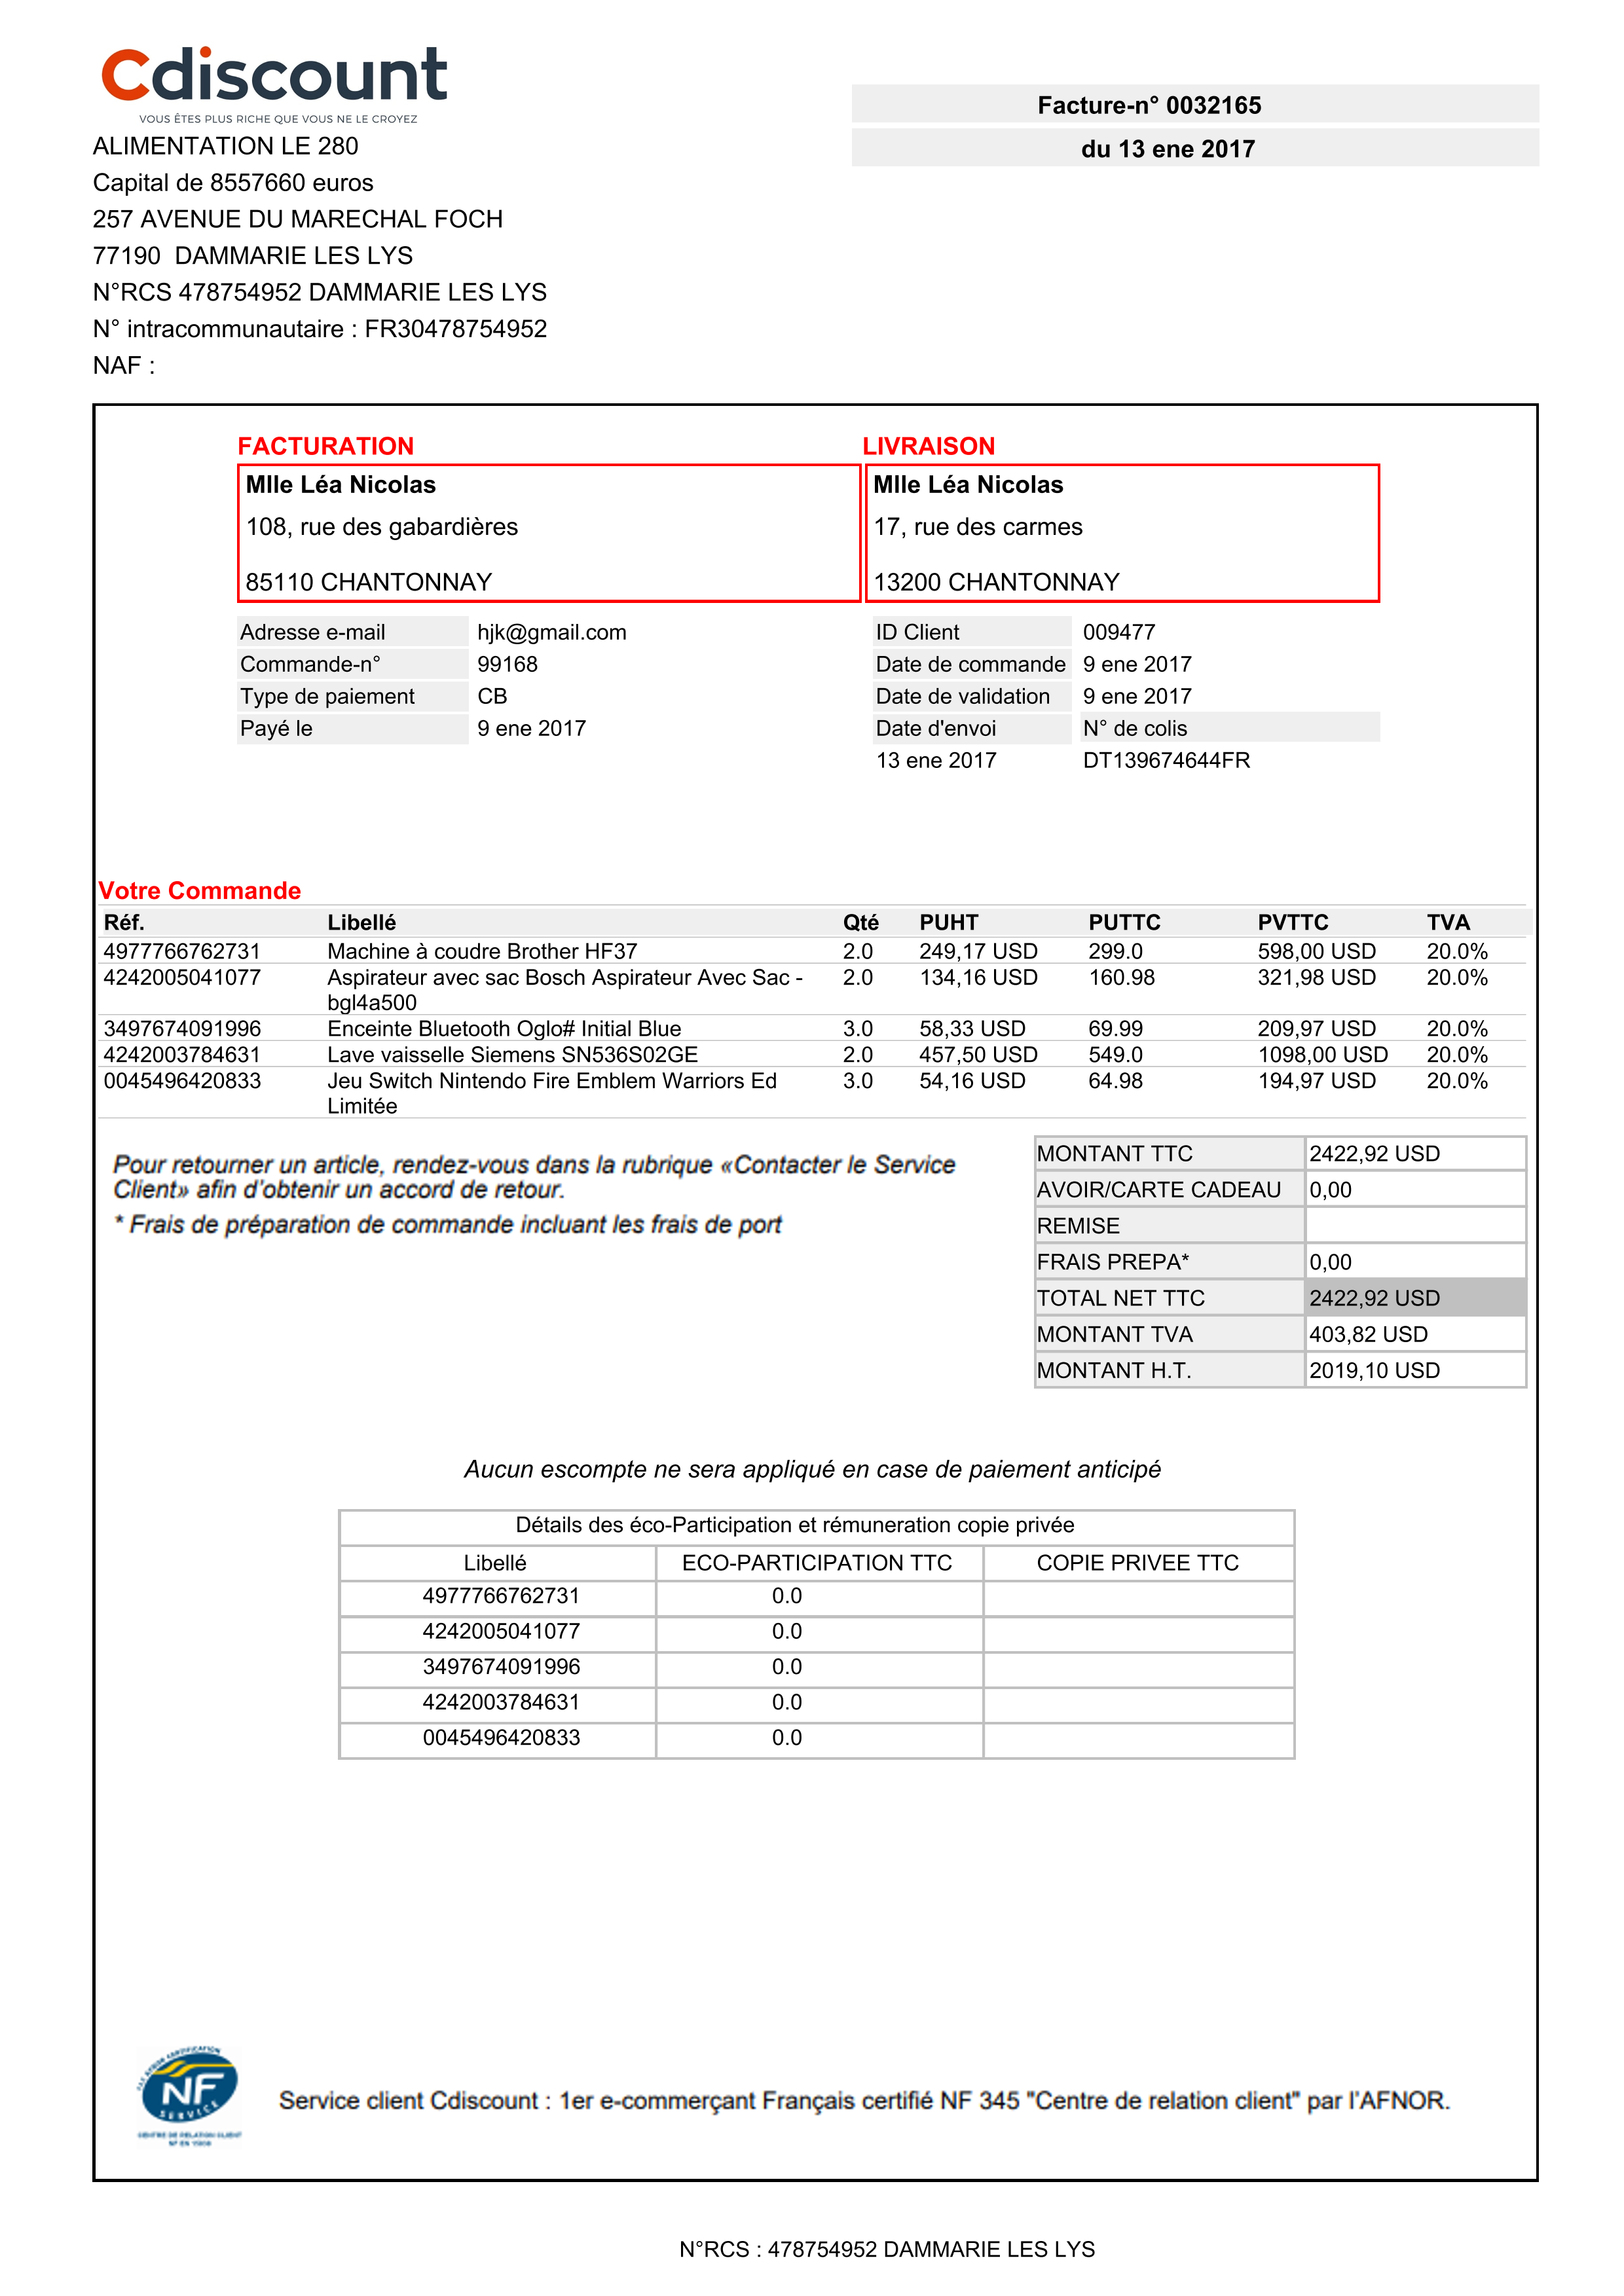 Cdiscount
VOUS ÊTES PLUS RICHE QUE VOUS NE LE CROYEZ
Facture-n° 0032165
du 13 ene 2017
ALIMENTATION LE 280
Capital de 8557660 euros
257 AVENUE DU MARECHAL FOCH
77190  DAMMARIE LES LYS
N°RCS 478754952 DAMMARIE LES LYS
N° intracommunautaire : FR30478754952
NAF :
FACTURATION
Mlle Léa Nicolas
108, rue des gabardières
85110 CHANTONNAY
LIVRAISON
Mlle Léa Nicolas
17, rue des carmes
13200 CHANTONNAY
Adresse e-mail hjk@gmail.com
Commande-n° 99168
Type de paiement CB
Payé le 9 ene 2017
ID Client 009477
Date de commande 9 ene 2017
Date de validation 9 ene 2017
Date d'envoi N° de colis
13 ene 2017 DT139674644FR
Votre Commande
Réf. Libellé Qté PUHT PUTTC PVTTC TVA
4977766762731 Machine à coudre Brother HF37 2.0 249,17 USD 299.0 598,00 USD 20.0%
4242005041077 Aspirateur avec sac Bosch Aspirateur Avec Sac - 2.0 134,16 USD 160.98 321,98 USD 20.0%
bgl4a500
3497674091996 Enceinte Bluetooth Oglo# Initial Blue 3.0 58,33 USD 69.99 209,97 USD 20.0%
4242003784631 Lave vaisselle Siemens SN536S02GE 2.0 457,50 USD 549.0 1098,00 USD 20.0%
0045496420833 Jeu Switch Nintendo Fire Emblem Warriors Ed 3.0 54,16 USD 64.98 194,97 USD 20.0%
Limitée
Pour retourner un article, rendez-vous dans la rubrique «Contacter le Service
Client» afin d'obtenir un accord de retour.
* Frais de préparation de commande incluant les frais de port
MONTANT TTC 2422,92 USD
AVOIR/CARTE CADEAU 0,00
REMISE
FRAIS PREPA* 0,00
TOTAL NET TTC 2422,92 USD
MONTANT TVA 403,82 USD
MONTANT H.T. 2019,10 USD
Aucun escompte ne sera appliqué en case de paiement anticipé
Détails des éco-Participation et rémuneration copie privée
Libellé ECO-PARTICIPATION TTC COPIE PRIVEE TTC
4977766762731 0.0
4242005041077 0.0
3497674091996 0.0
4242003784631 0.0
0045496420833 0.0
NF
SERVICE
CENTRE DE RELATION CLIENT
Service client Cdiscount : 1er e-commerçant Français certifié NF 345 "Centre de relation client" par l'AFNOR.
N°RCS : 478754952 DAMMARIE LES LYS